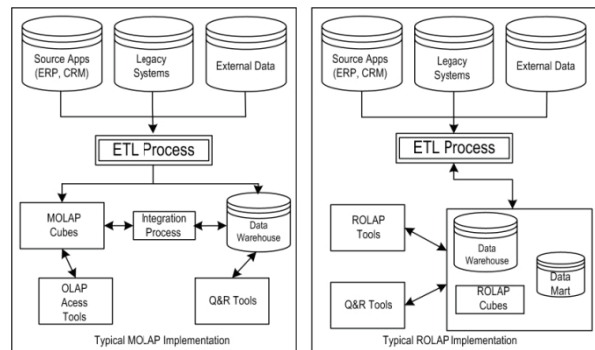 Source Apps
(ERP, CRM)
Legacy
Systems
External Data
ETL Process
MOLAP
Cubes
Integration
Process
Data
Warehouse
OLAP
Acess
Tools
Q&R Tools
Typical MOLAP Implementation
Source Apps
(ERP, CRM)
Legacy
Systems
External Data
ETL Process
ROLAP
Tools
Data
Warehouse
Data
Mart
Q&R Tools
ROLAP
Cubes
Typical ROLAP Implementation